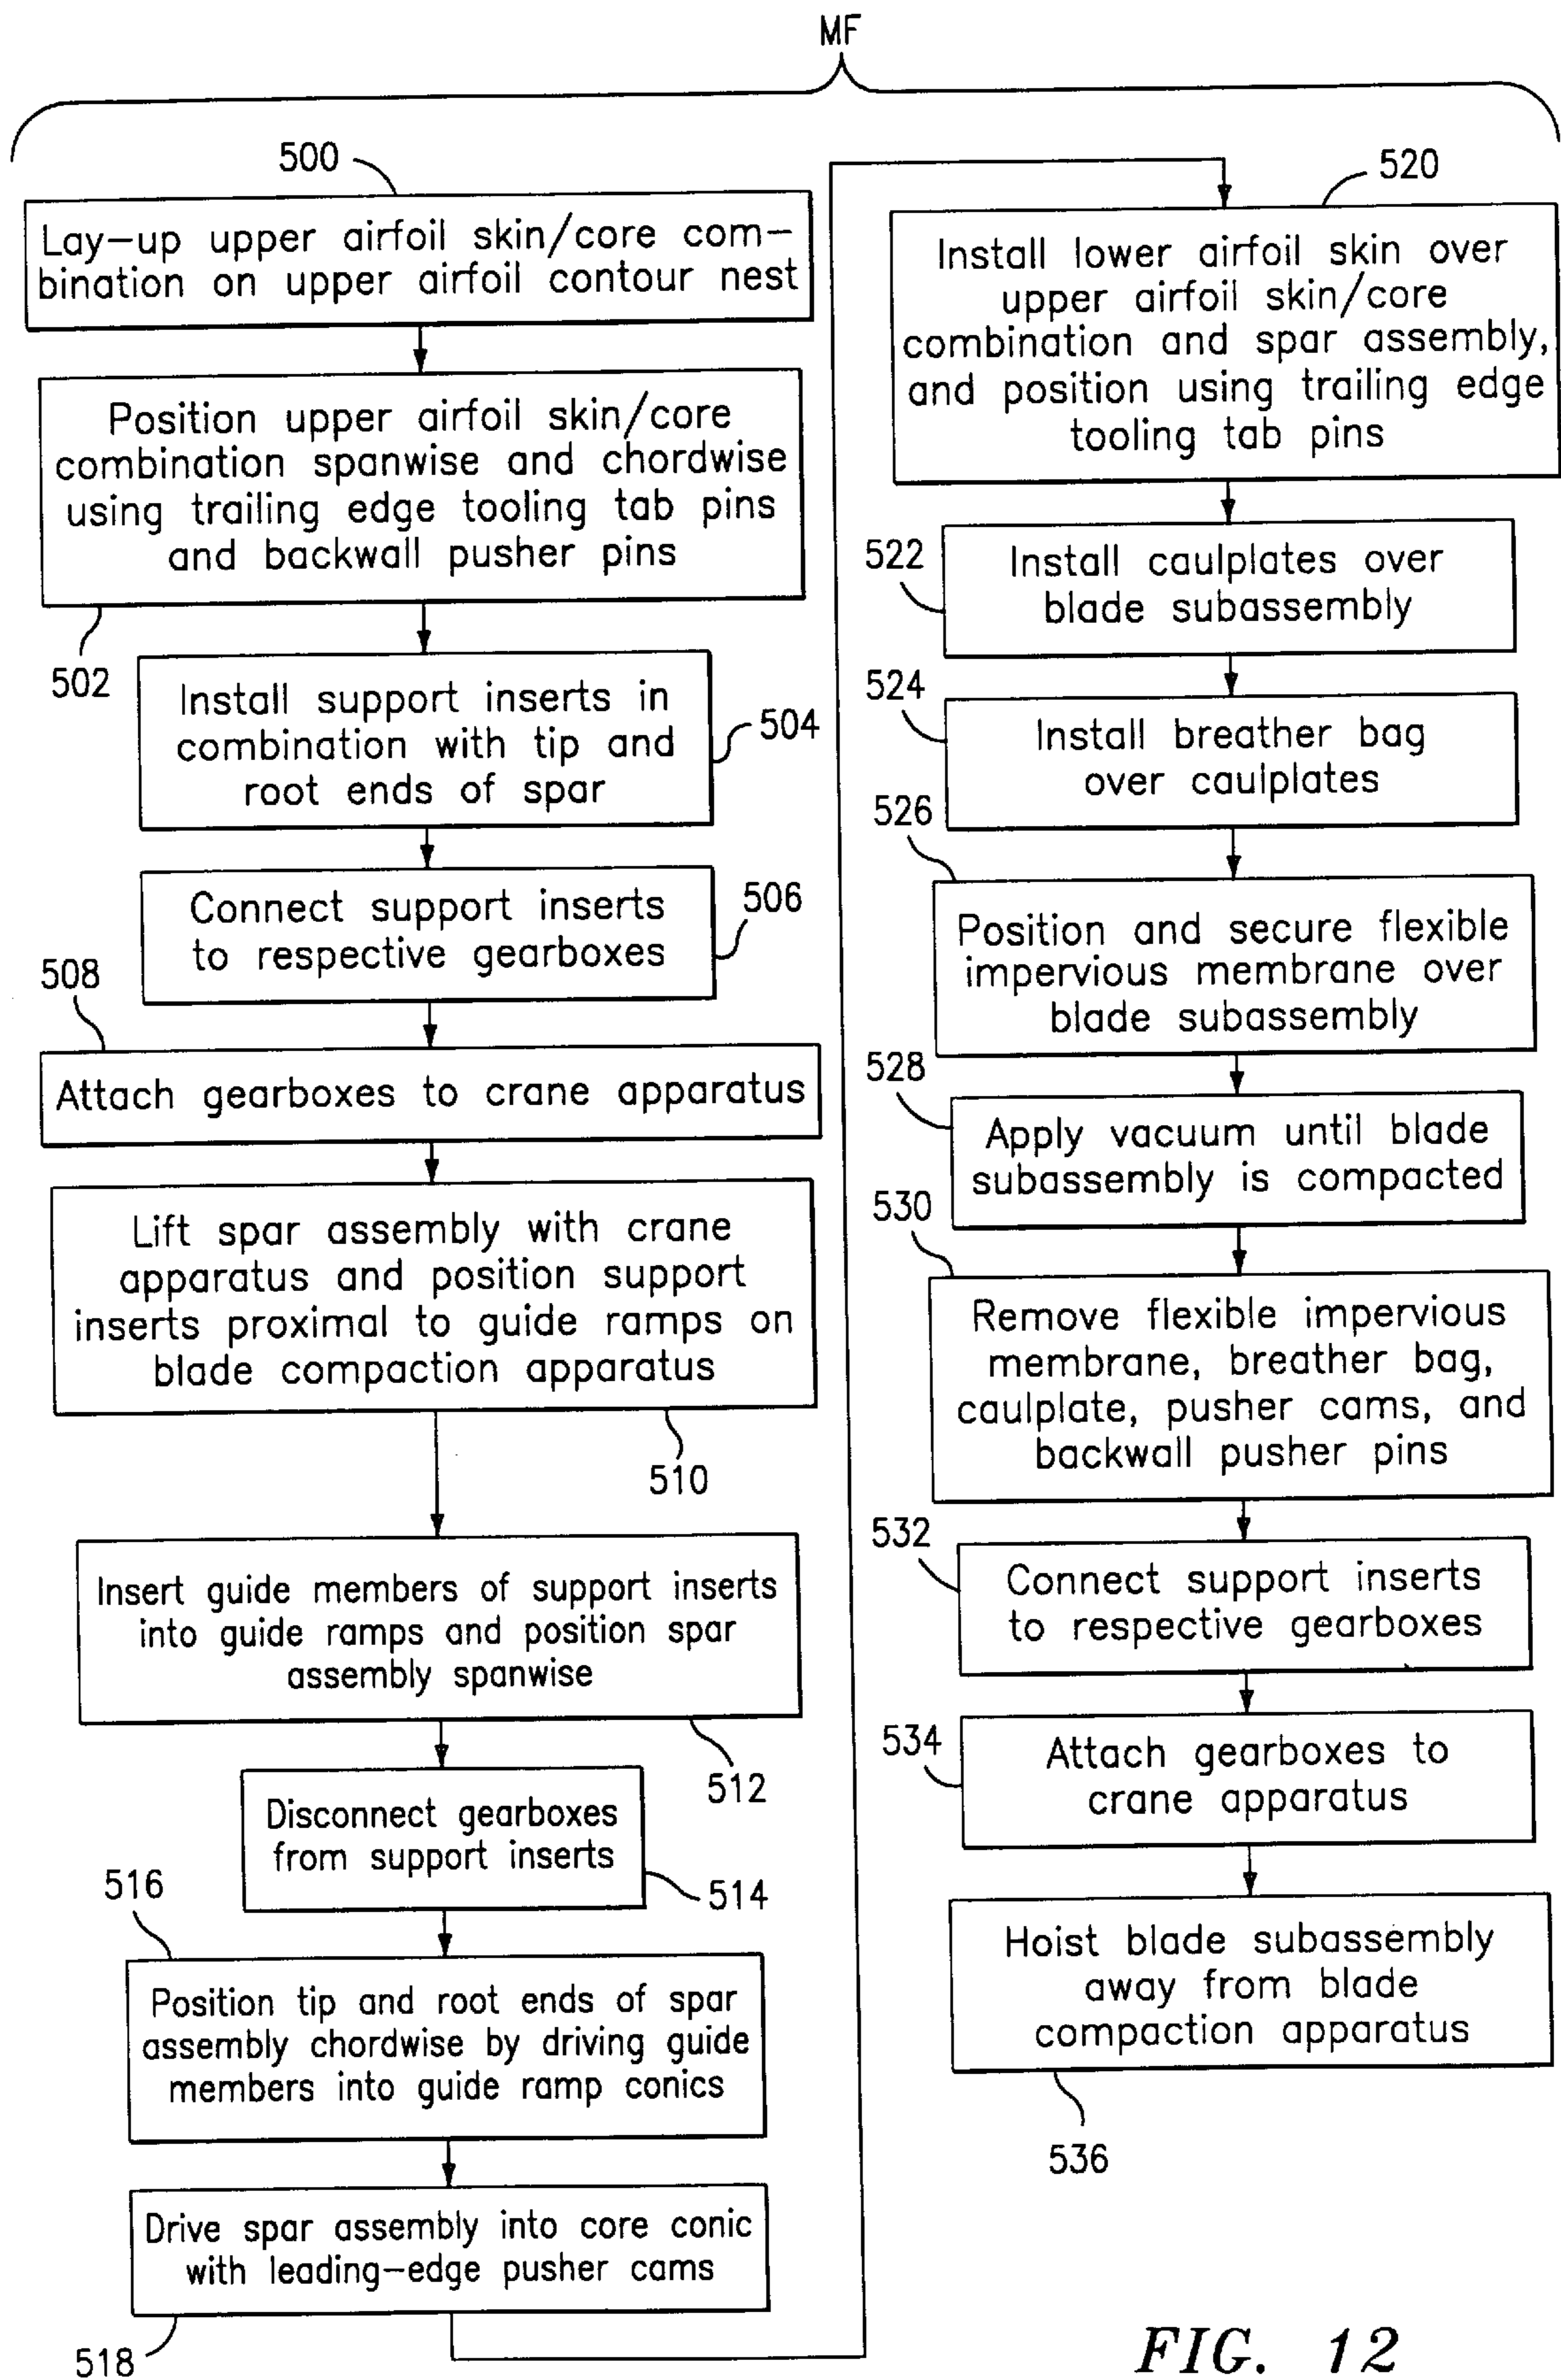 MF
500
Lay-up upper airfoil skin/core com-
bination on upper airfoil contour nest
Position upper airfoil skin/core
combination spanwise and chordwise
using trailing edge tooling tab pins
and backwall pusher pins
502
Install support inserts in
combination with tip and
root ends of spar
504
Connect support inserts
to respective gearboxes
506
508
Attach gearboxes to crane apparatus
Lift spar assembly with crane
apparatus and position support
inserts proximal to guide ramps on
blade compaction apparatus
510
Insert guide members of support inserts
into guide ramps and position spar
assembly spanwise
512
Disconnect gearboxes
from support inserts
514
516
Position tip and root ends of spar
assembly chordwise by driving guide
members into guide ramp conics
Drive spar assembly into core conic
with leading-edge pusher cams
518
520
Install lower airfoil skin over
upper airfoil skin/core
combination and spar assembly,
and position using trailing edge
tooling tab pins
522
Install caulplates over
blade subassembly
524
Install breather bag
over caulplates
526
Position and secure flexible
impervious membrane over
blade subassembly
528
Apply vacuum until blade
subassembly is compacted
530
Remove flexible impervious
membrane, breather bag,
caulplate, pusher cams, and
backwall pusher pins
532
Connect support inserts
to respective gearboxes
534
Attach gearboxes to
crane apparatus
Hoist blade subassembly
away from blade
compaction apparatus
536
FIG. 12